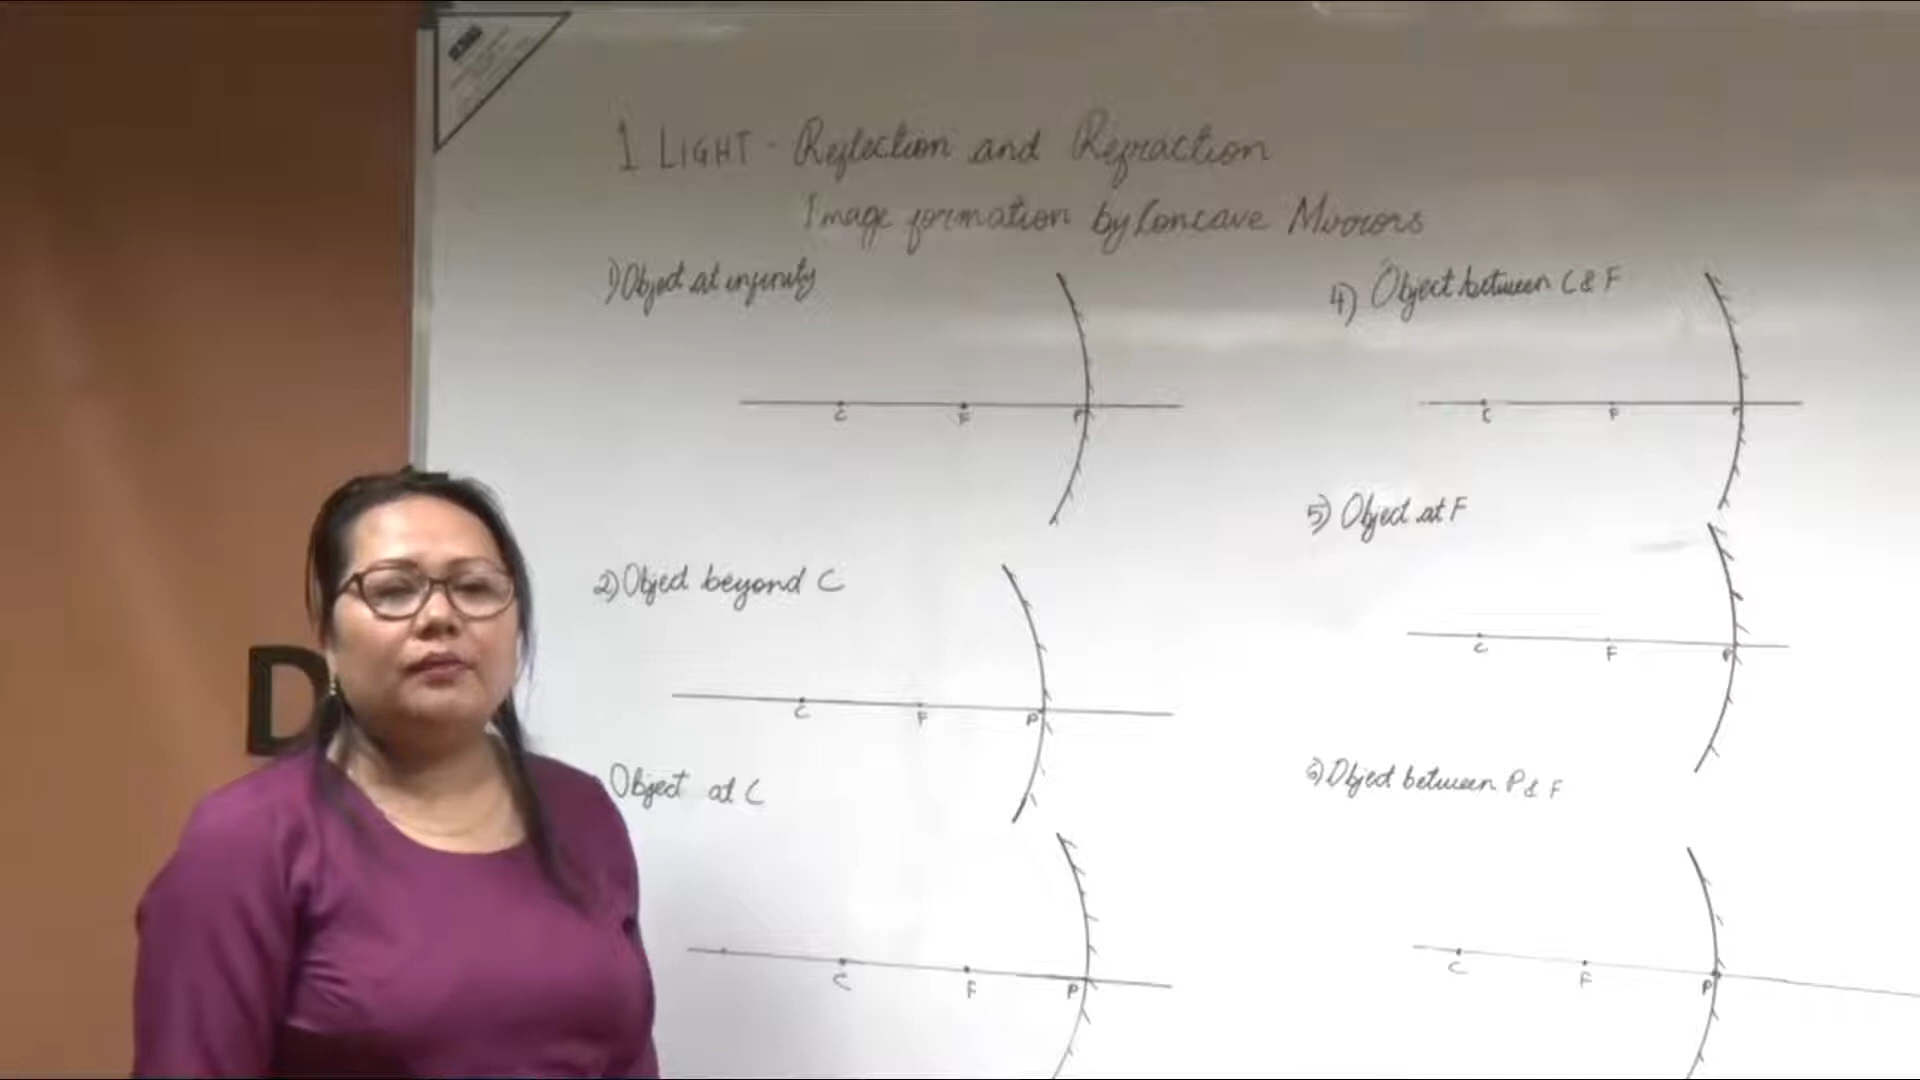 1 LIGHT - Reflection and Refraction
Image formation by Concave Mirrors
1) Object at infinity
C F P
2) Object beyond C
C F P
Object at C
C F P
4) Object between C & F
C F P
5) Object at F
C F P
6) Object between P & F
C F P
D